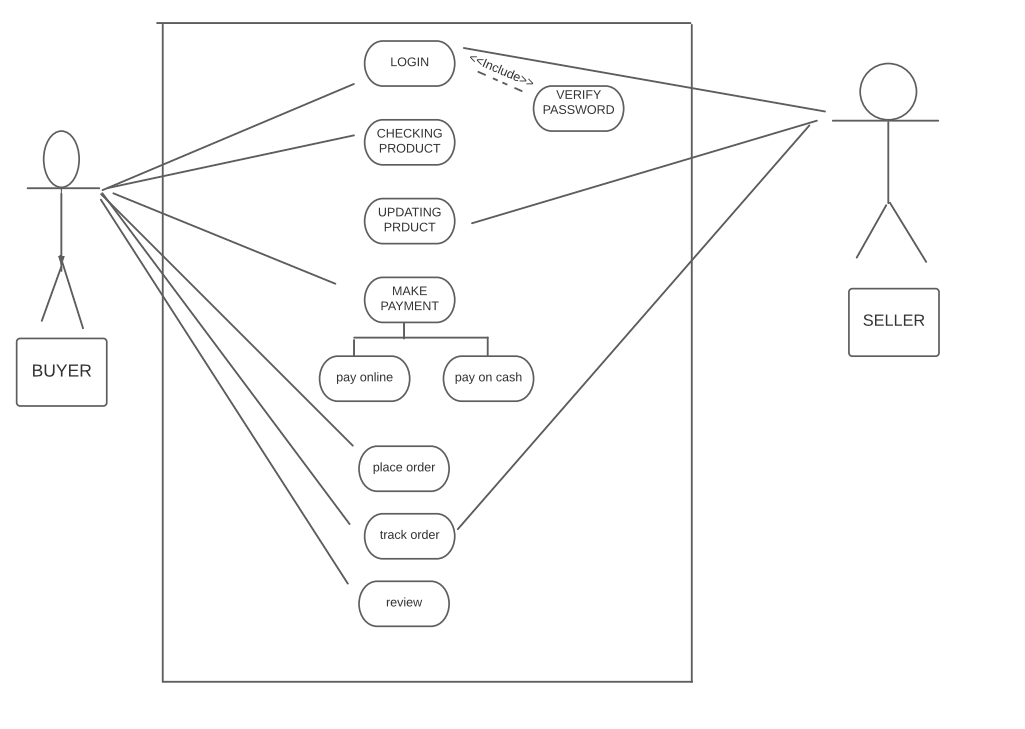 LOGIN
<<Include>>
VERIFY
PASSWORD
CHECKING
PRODUCT
UPDATING
PRDUCT
MAKE
PAYMENT
pay online
pay on cash
place order
track order
review
BUYER
SELLER